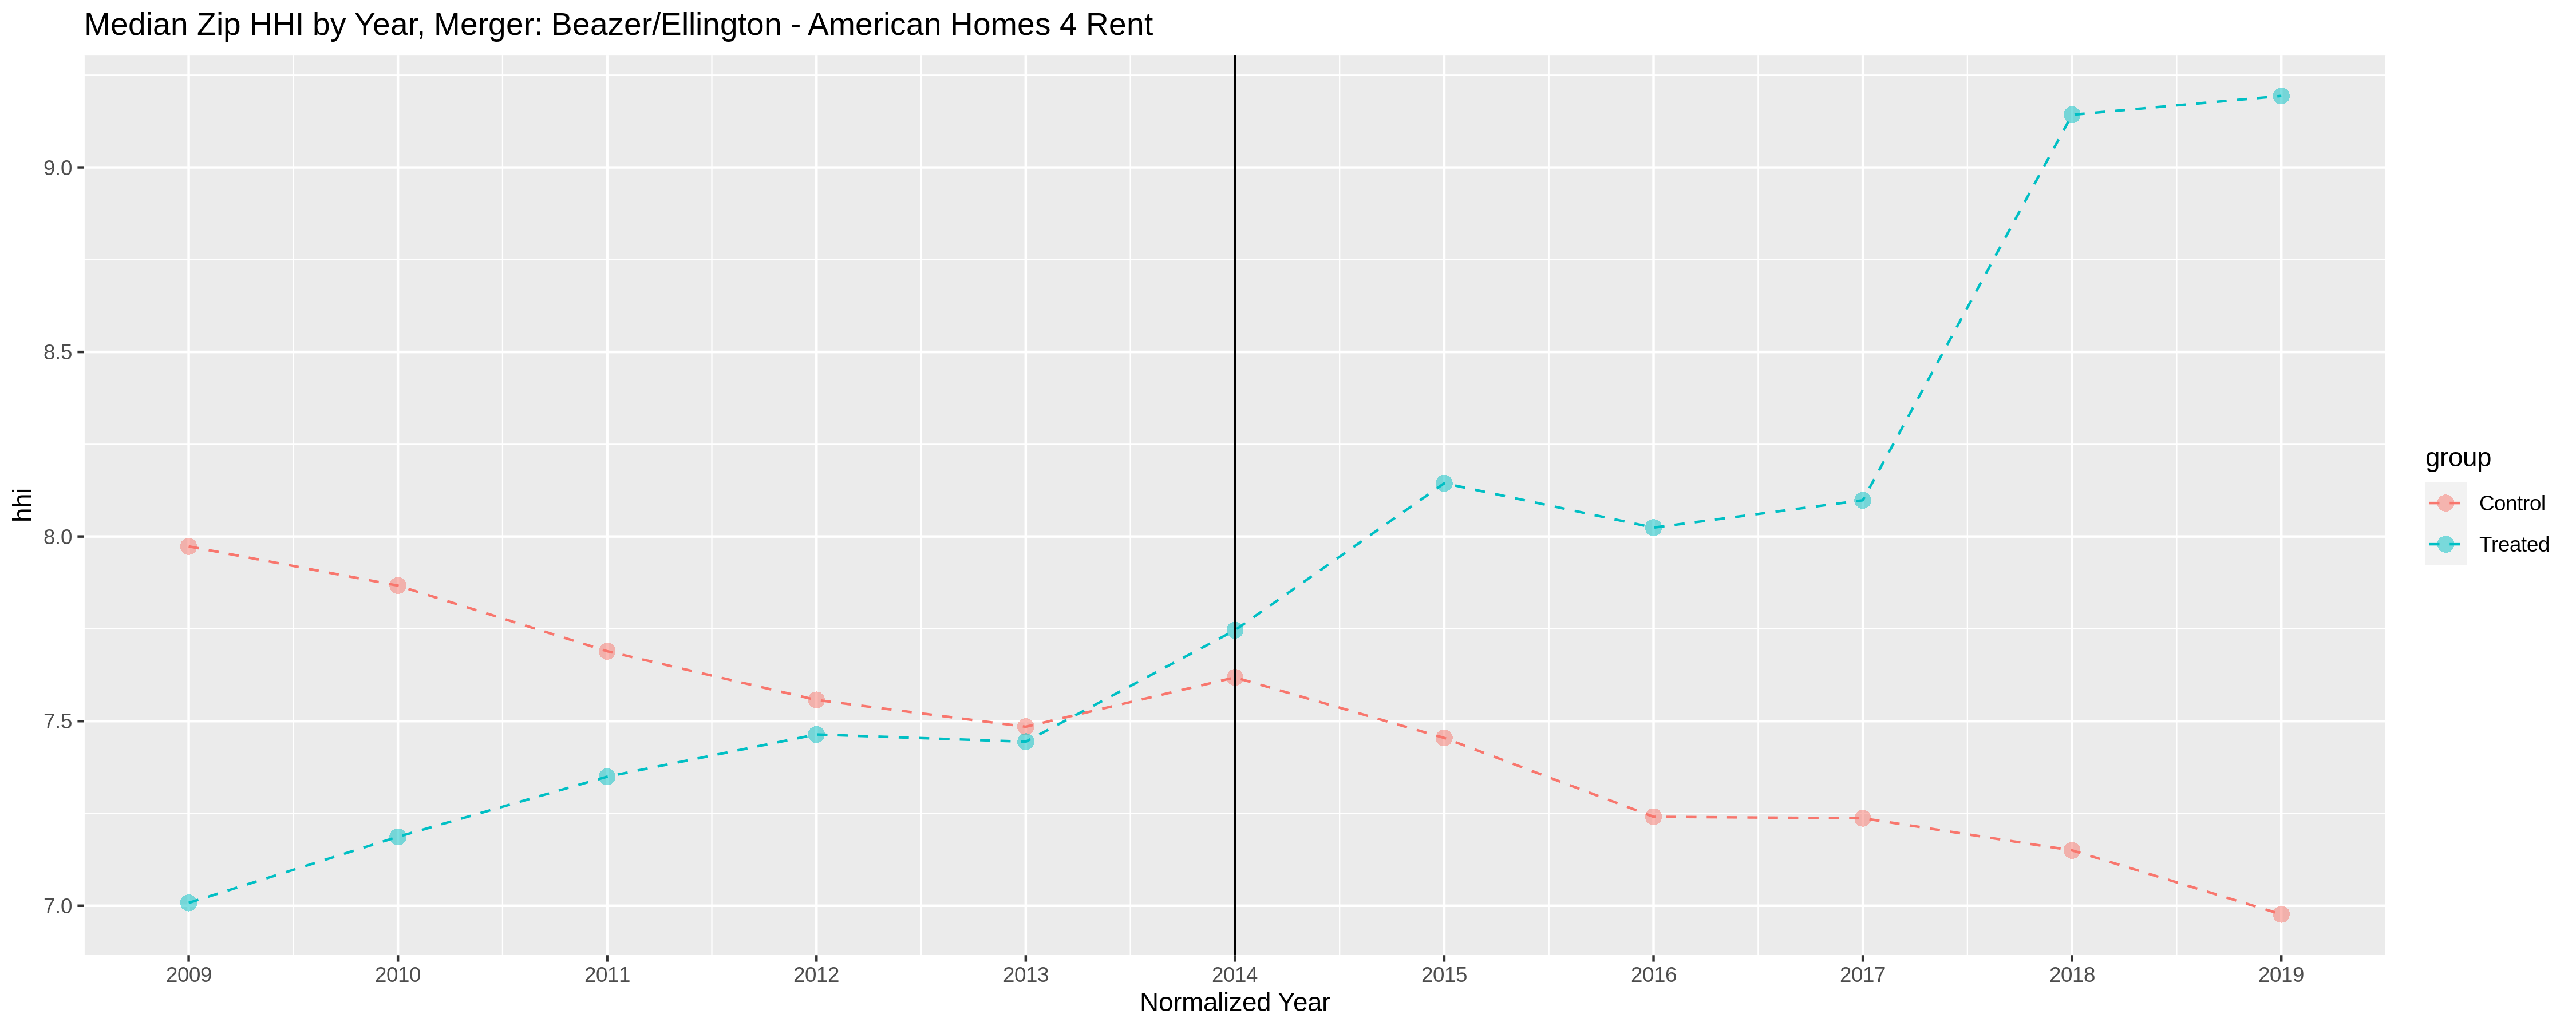 Median Zip HHI by Year, Merger: Beazer/Ellington - American Homes 4 Rent
hhi
9.0
8.5
8.0
7.5
7.0
2009 2010 2011 2012 2013 2014 2015 2016 2017 2018 2019
Normalized Year
group
Control
Treated